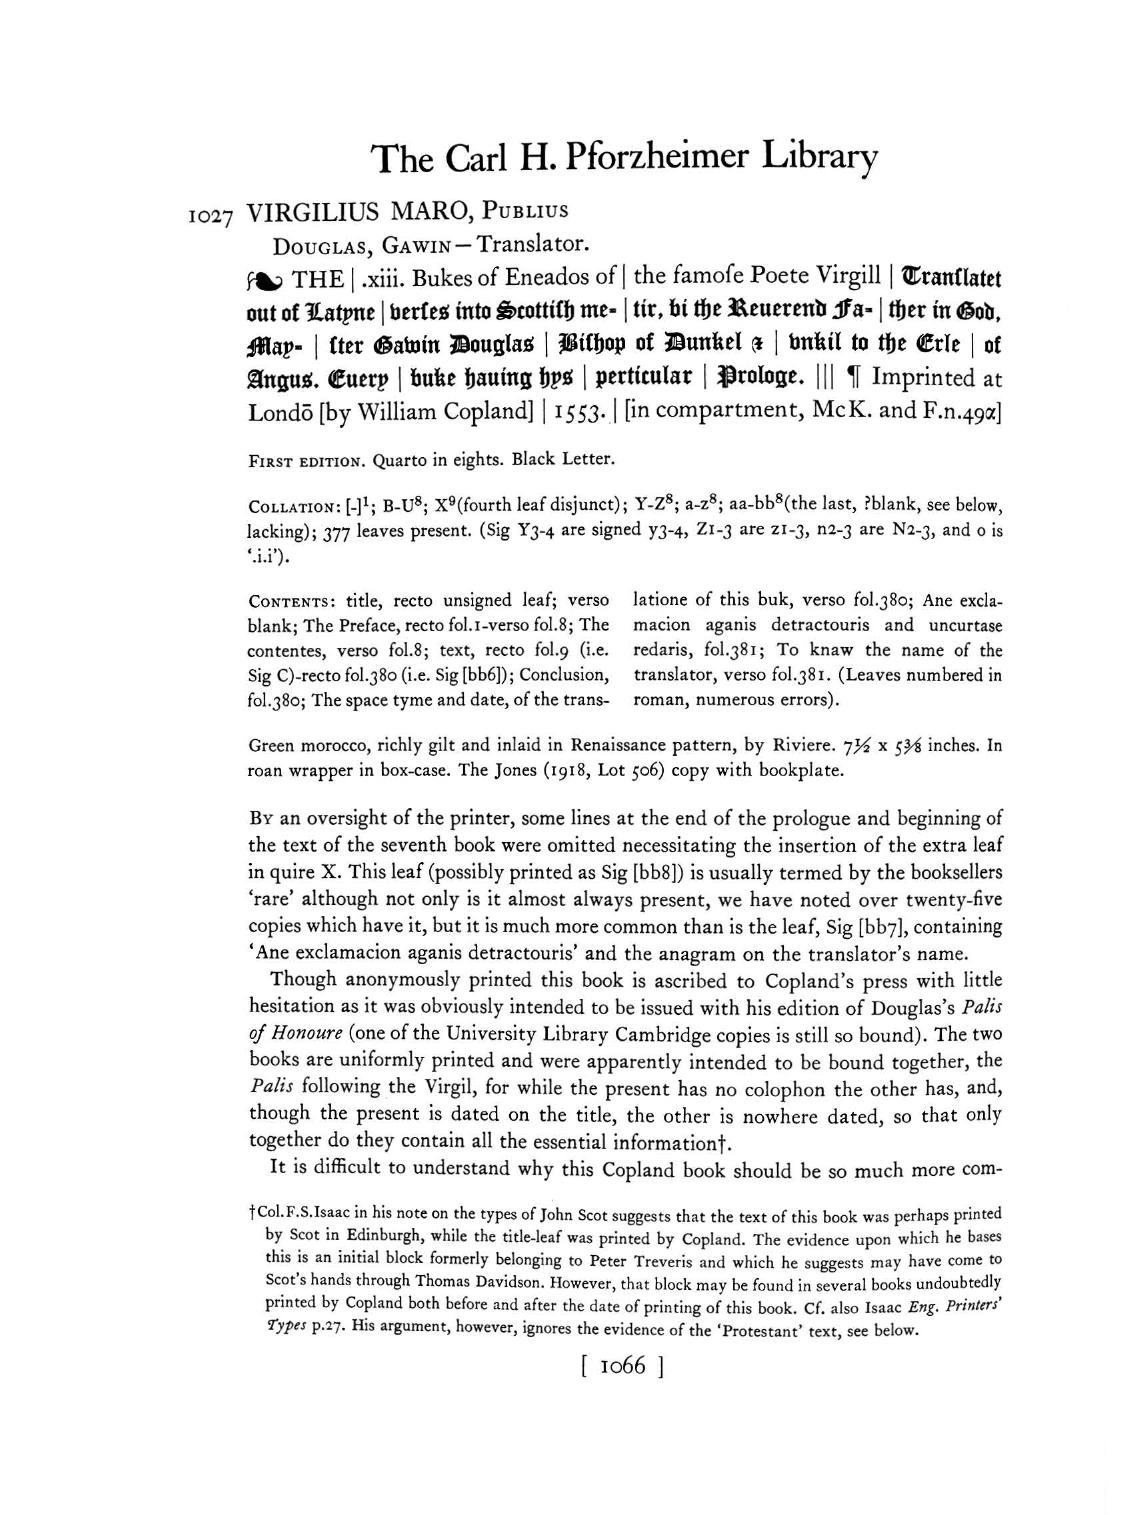 The Carl H. Pforzheimer Library
1027 VIRGILIUS MARO, Publius
Douglas, Gawin—Translator.
❧ THE | .xiii. Bukes of Eneados of | the famoſe Poete Virgill | Tranſlatet
out of Latyne | verſes into Scottiſh me- | tir, bi the Reuerend Fa- | ther in God,
May- | ſter Gawin Douglas | Biſhop of Dunkel ⁊ | vnkil to the Erle | of
Angus. Euery | buke hauing hys | perticular | Prologe. ||| ¶ Imprinted at
Londō [by William Copland] | 1553. | [in compartment, McK. and F.n.49α]
First edition. Quarto in eights. Black Letter.
Collation: [-]¹; B-U⁸; X⁹(fourth leaf disjunct); Y-Z⁸; a-z⁸; aa-bb⁸(the last, ?blank, see below,
lacking); 377 leaves present. (Sig Y3-4 are signed y3-4, Z1-3 are z1-3, n2-3 are N2-3, and o is
‘.i.i’).
Contents: title, recto unsigned leaf; verso
blank; The Preface, recto fol.1-verso fol.8; The
contentes, verso fol.8; text, recto fol.9 (i.e.
Sig C)-recto fol.380 (i.e. Sig [bb6]); Conclusion,
fol.380; The space tyme and date, of the trans-
latione of this buk, verso fol.380; Ane excla-
macion aganis detractouris and uncurtase
redaris, fol.381; To knaw the name of the
translator, verso fol.381. (Leaves numbered in
roman, numerous errors).
Green morocco, richly gilt and inlaid in Renaissance pattern, by Riviere. 7½ x 5⅜ inches. In
roan wrapper in box-case. The Jones (1918, Lot 506) copy with bookplate.
By an oversight of the printer, some lines at the end of the prologue and beginning of
the text of the seventh book were omitted necessitating the insertion of the extra leaf
in quire X. This leaf (possibly printed as Sig [bb8]) is usually termed by the booksellers
‘rare’ although not only is it almost always present, we have noted over twenty-five
copies which have it, but it is much more common than is the leaf, Sig [bb7], containing
‘Ane exclamacion aganis detractouris’ and the anagram on the translator’s name.
Though anonymously printed this book is ascribed to Copland’s press with little
hesitation as it was obviously intended to be issued with his edition of Douglas’s Palis
of Honoure (one of the University Library Cambridge copies is still so bound). The two
books are uniformly printed and were apparently intended to be bound together, the
Palis following the Virgil, for while the present has no colophon the other has, and,
though the present is dated on the title, the other is nowhere dated, so that only
together do they contain all the essential information†.
It is difficult to understand why this Copland book should be so much more com-
†Col.F.S.Isaac in his note on the types of John Scot suggests that the text of this book was perhaps printed
by Scot in Edinburgh, while the title-leaf was printed by Copland. The evidence upon which he bases
this is an initial block formerly belonging to Peter Treveris and which he suggests may have come to
Scot’s hands through Thomas Davidson. However, that block may be found in several books undoubtedly
printed by Copland both before and after the date of printing of this book. Cf. also Isaac Eng. Printers’
Types p.27. His argument, however, ignores the evidence of the ‘Protestant’ text, see below.
[ 1066 ]